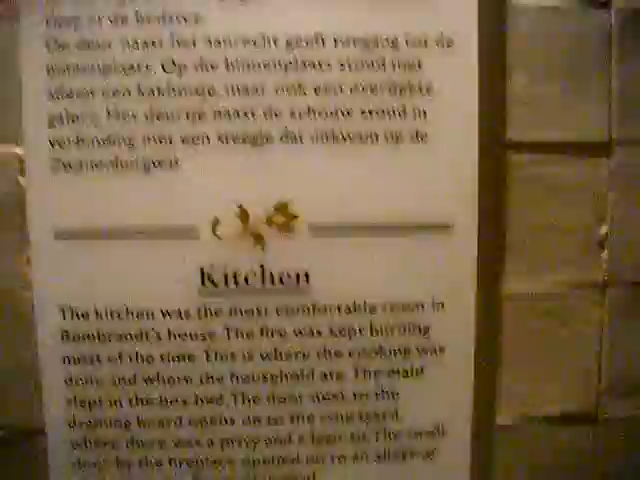 De deur naast het aanrecht geeft toegang tot de
binnenplaats. Op die binnenplaats stond niet
alleen een kakhuisje, maar ook een overdekte
galerij. Het deurtje naast de schouw stond in
verbinding met een steegje dat uitkwam op de
Kitchen
The kitchen was the most comfortable room in
Rembrandt's house. The fire was kept burning
most of the time. This is where the cooking was
done and where the household ate. The maid
slept in the box-bed. The door next to the
draining board opens on to the courtyard,
where there was a privy and a lean-to. The small
door by the fireplace opened on to an alleyway